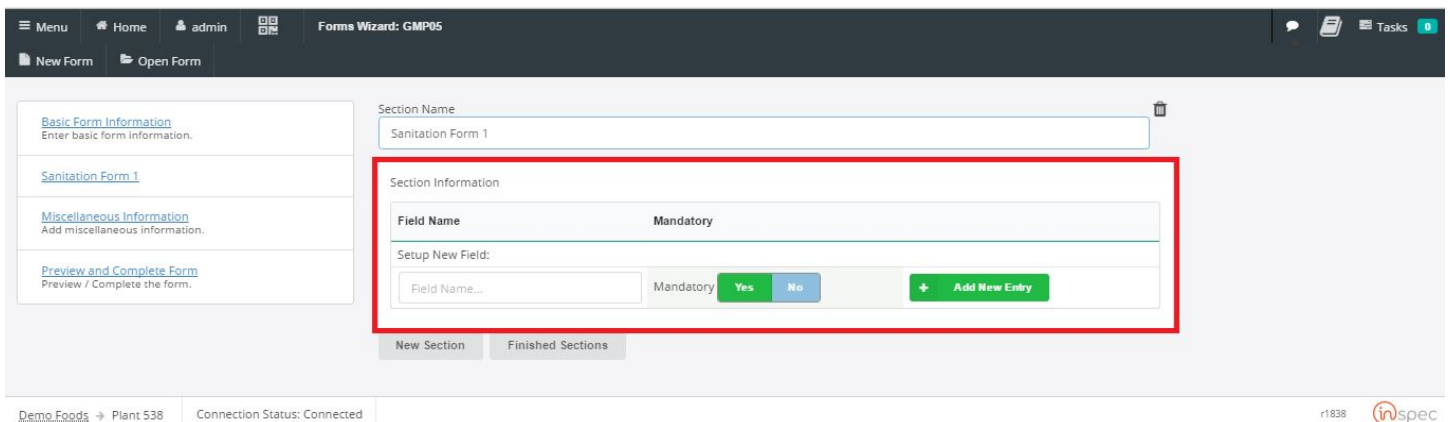 Menu Home admin Forms Wizard: GMP05 Tasks 0
New Form Open Form
Basic Form Information
Enter basic form information.
Sanitation Form 1
Miscellaneous Information
Add miscellaneous information.
Preview and Complete Form
Preview / Complete the form.
Section Name
Sanitation Form 1
Section Information
Field Name Mandatory
Setup New Field:
Field Name... Mandatory Yes No + Add New Entry
New Section Finished Sections
Demo Foods → Plant 538 Connection Status: Connected r1838 inspec